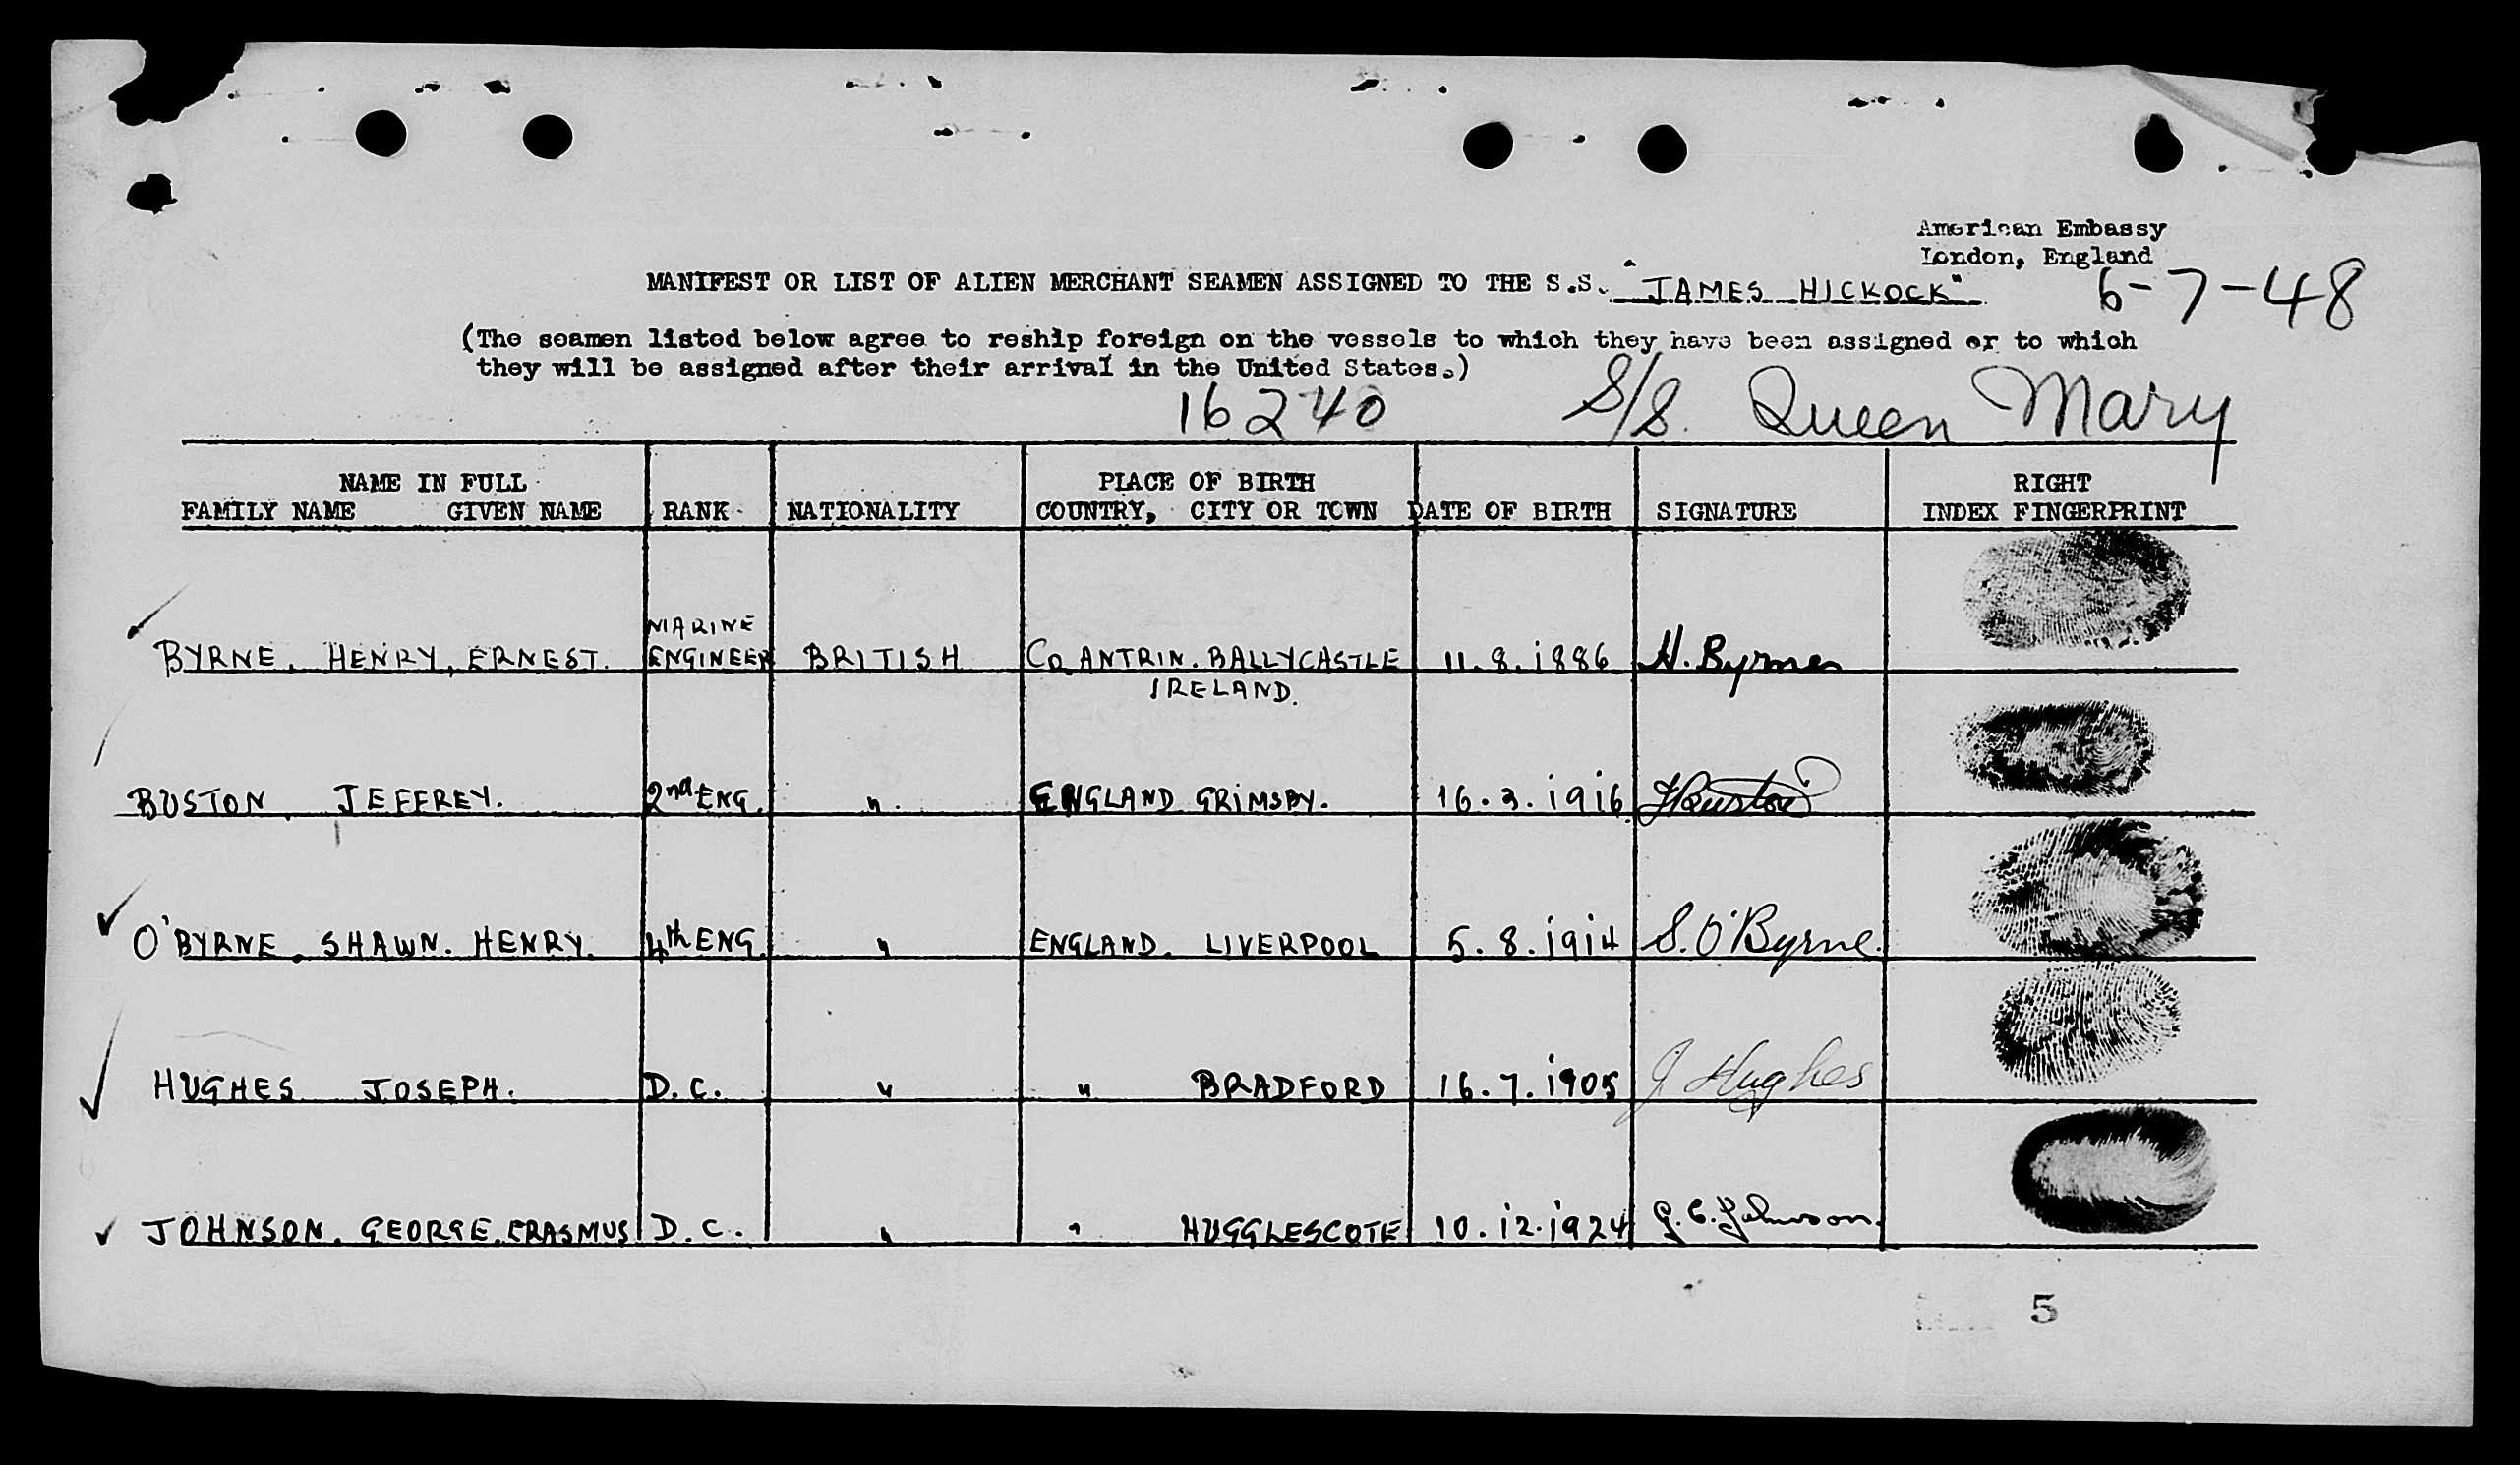 American Embassy
London, England
MANIFEST OR LIST OF ALIEN MERCHANT SEAMEN ASSIGNED TO THE S.S. "JAMES HICKOCK" 6-7-48
(The seamen listed below agree to reship foreign on the vessels to which they have been assigned or to which
they will be assigned after their arrival in the United States.)
16240 S/S. Queen Mary
NAME IN FULL PLACE OF BIRTH RIGHT
FAMILY NAME GIVEN NAME RANK NATIONALITY COUNTRY, CITY OR TOWN DATE OF BIRTH SIGNATURE INDEX FINGERPRINT
MARINE
BYRNE, HENRY, ERNEST. ENGINEER BRITISH Co. ANTRIN. BALLYCASTLE 11.8.1886 H. Byrne
IRELAND.
BUSTON JEFFREY. 2nd ENG. " ENGLAND GRIMSBY. 16.3.1916 J Buston
O'BYRNE. SHAWN. HENRY. 4th ENG. " ENGLAND. LIVERPOOL 5.8.1914 S. O'Byrne.
HUGHES JOSEPH. D.C. " " BRADFORD 16.7.1905 J Hughes
JOHNSON. GEORGE. ERASMUS D.C. " " HUGGLESCOTE 10.12.1924 G. E. Johnson.
5